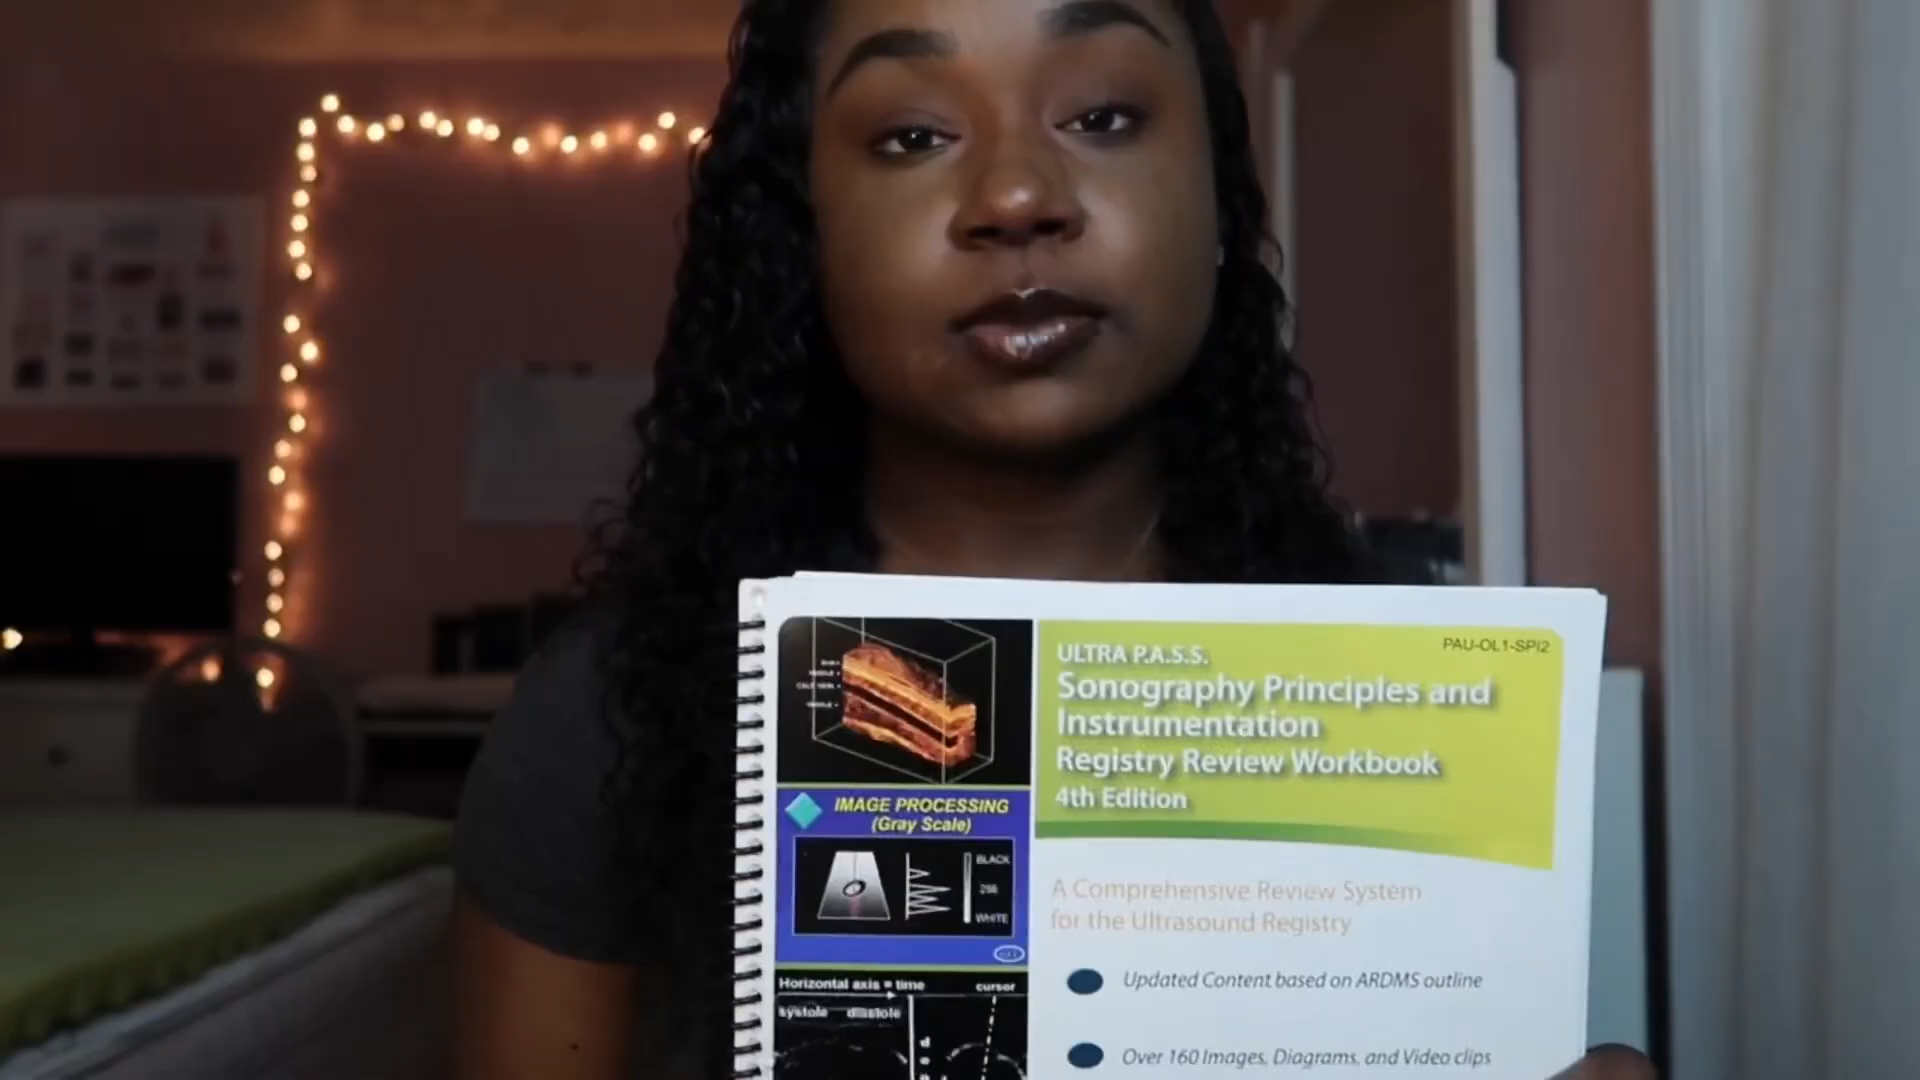 PAU-OL1-SPI2
ULTRA P.A.S.S.
Sonography Principles and
Instrumentation
Registry Review Workbook
4th Edition
IMAGE PROCESSING
(Gray Scale)
BLACK
256
WHITE
A Comprehensive Review System
for the Ultrasound Registry
Horizontal axis = time
cursor
systole diastole
Updated Content based on ARDMS outline
Over 160 Images, Diagrams, and Video clips